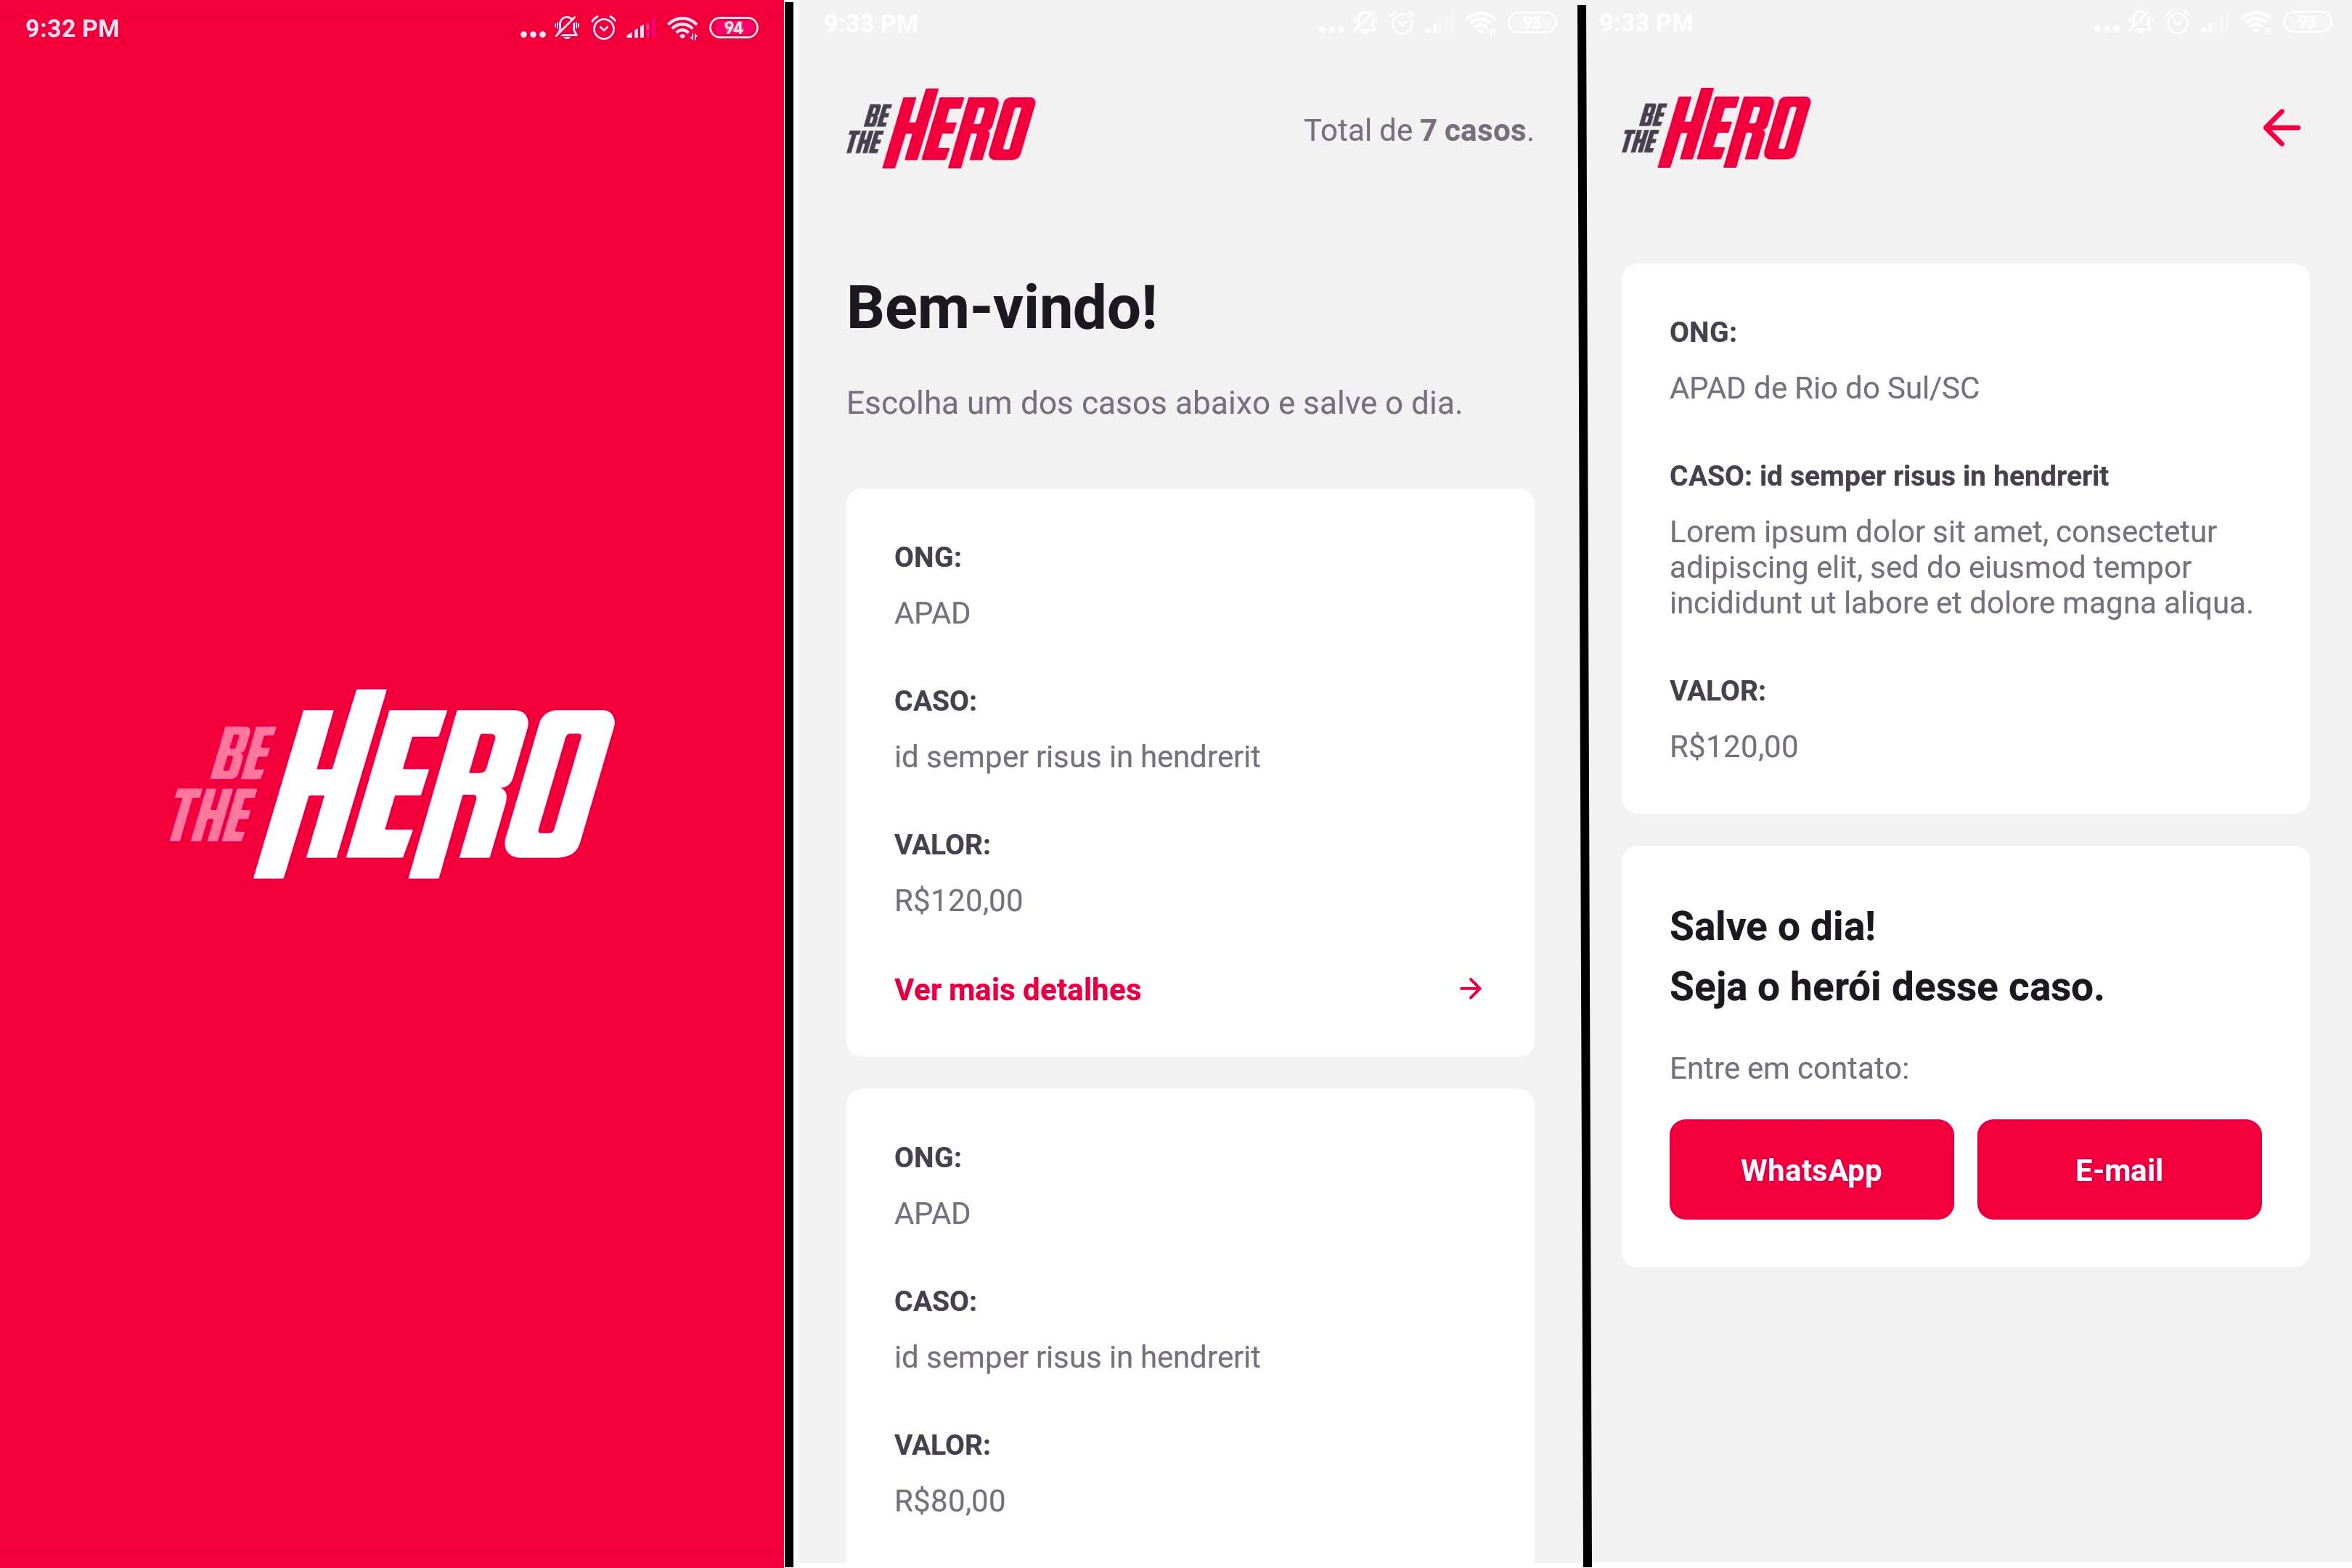 9:32 PM
94
BE
THE HERO
9:33 PM
93
BE
THE HERO
Total de 7 casos.
Bem-vindo!
Escolha um dos casos abaixo e salve o dia.
ONG:
APAD
CASO:
id semper risus in hendrerit
VALOR:
R$120,00
Ver mais detalhes
ONG:
APAD
CASO:
id semper risus in hendrerit
VALOR:
R$80,00
9:33 PM
93
BE
THE HERO
ONG:
APAD de Rio do Sul/SC
CASO: id semper risus in hendrerit
Lorem ipsum dolor sit amet, consectetur
adipiscing elit, sed do eiusmod tempor
incididunt ut labore et dolore magna aliqua.
VALOR:
R$120,00
Salve o dia!
Seja o herói desse caso.
Entre em contato:
WhatsApp
E-mail